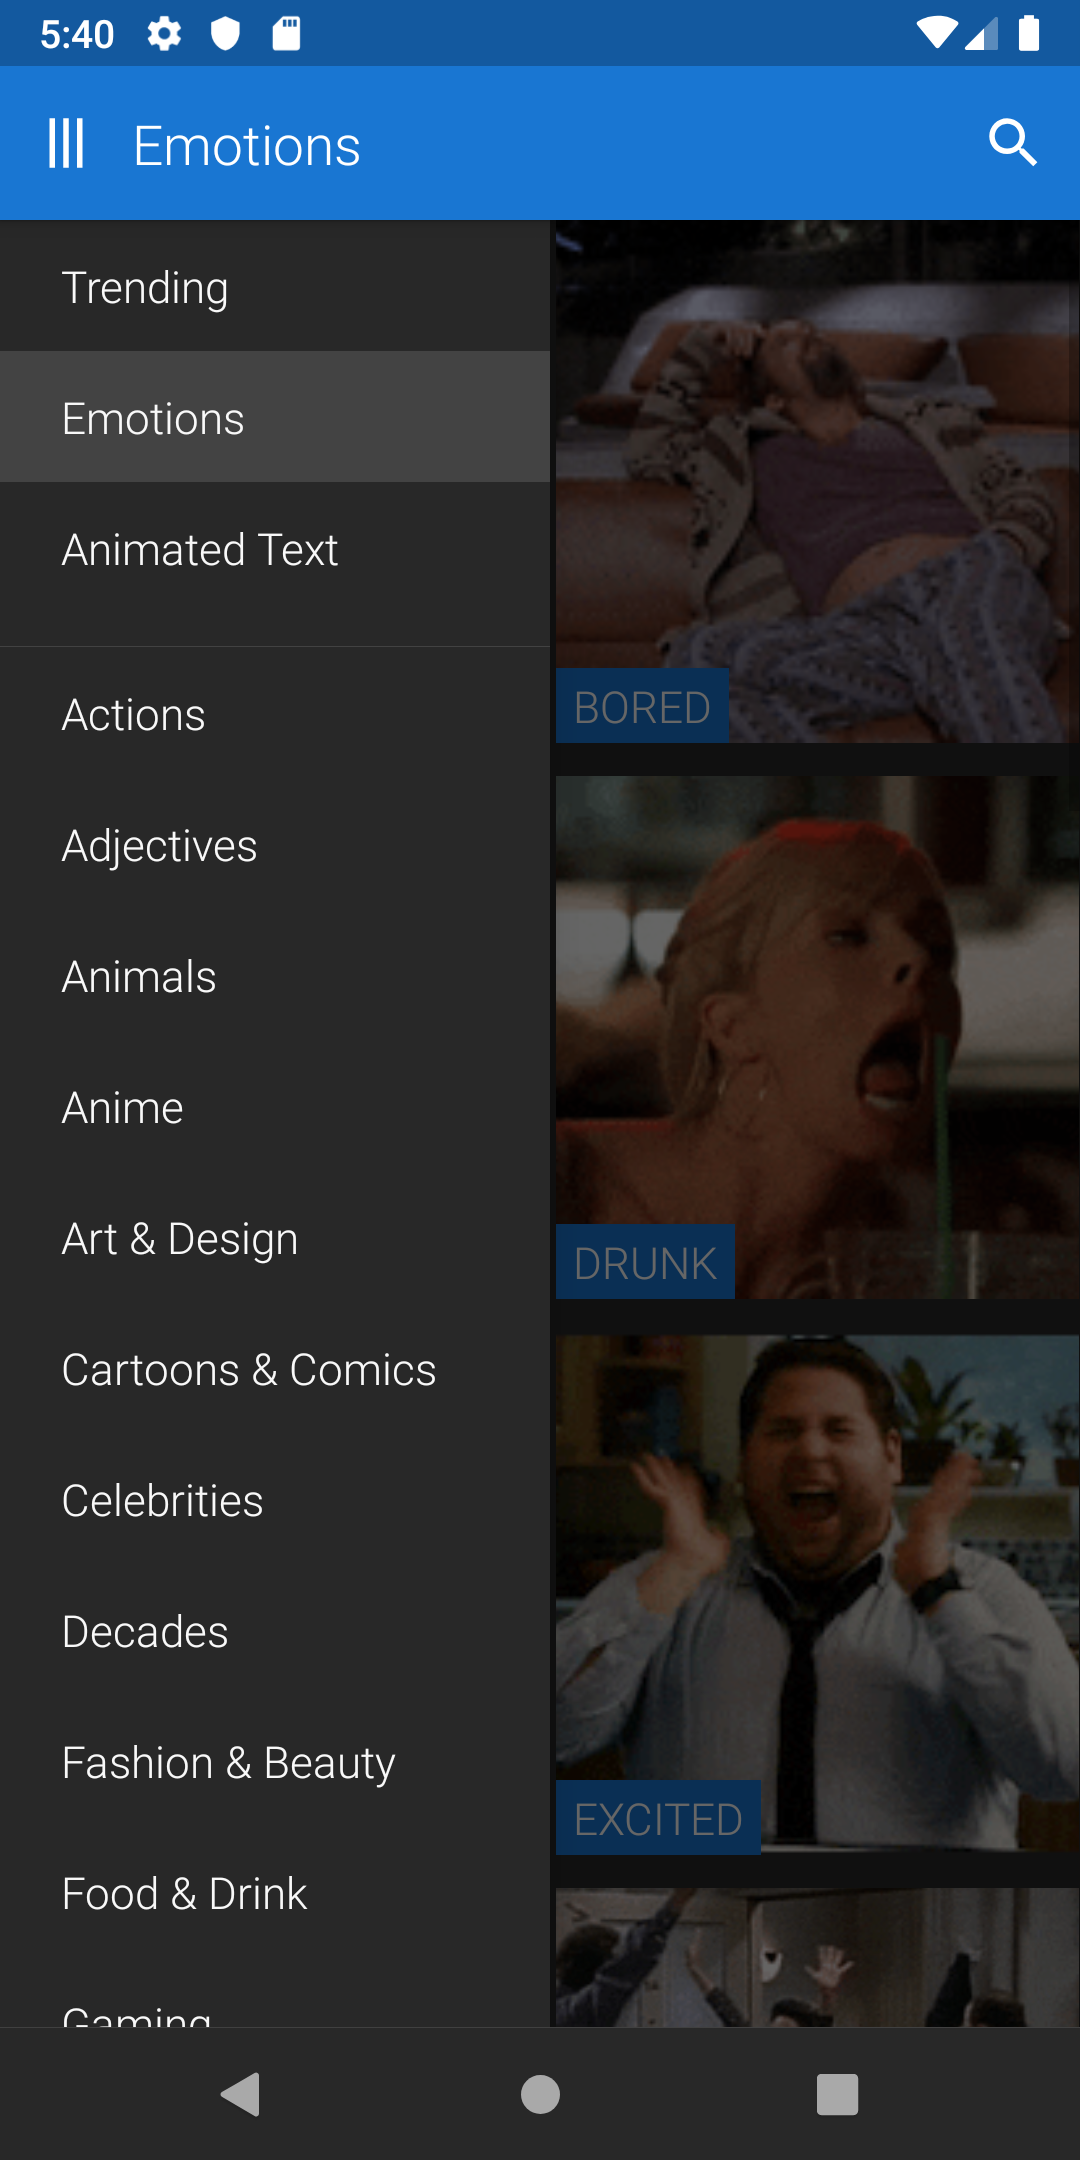 5:40
Emotions
Trending
Emotions
Animated Text
Actions
Adjectives
Animals
Anime
Art & Design
Cartoons & Comics
Celebrities
Decades
Fashion & Beauty
Food & Drink
Gaming
BORED
DRUNK
EXCITED